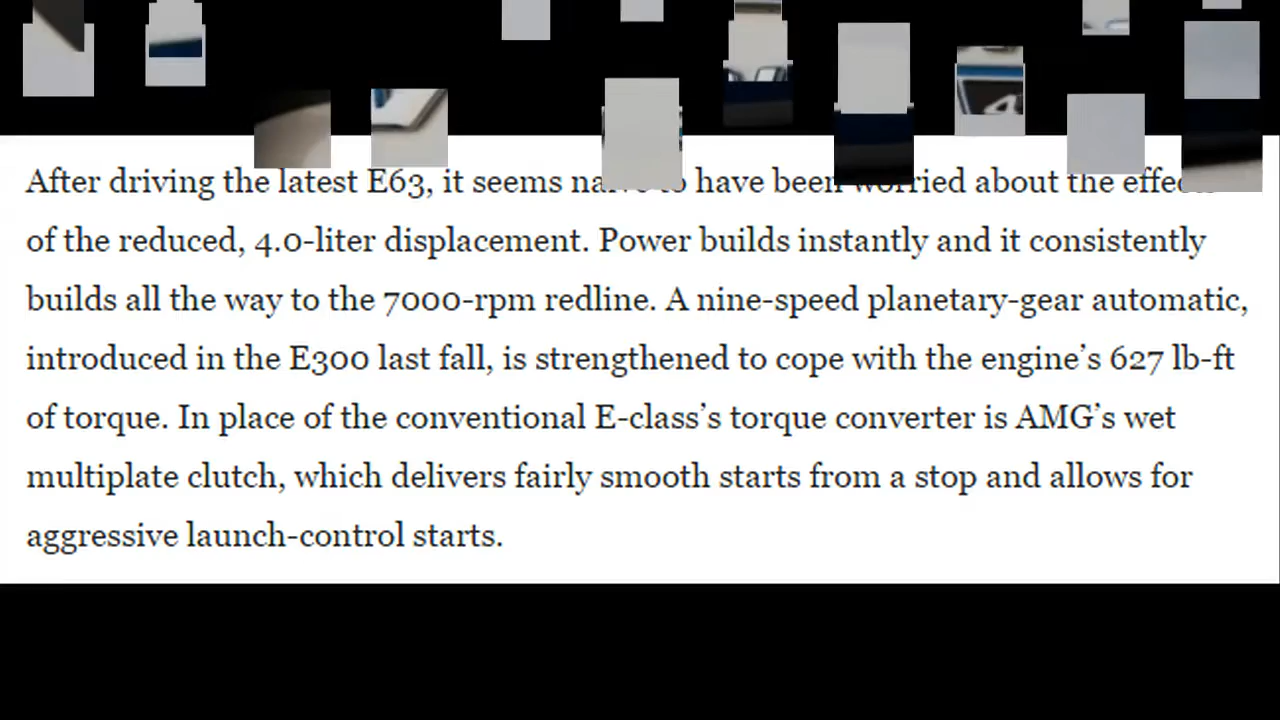 After driving the latest E63, it seems to have been worried about the
of the reduced, 4.0-liter displacement. Power builds instantly and it consistently
builds all the way to the 7000-rpm redline. A nine-speed planetary-gear automatic,
introduced in the E300 last fall, is strengthened to cope with the engine’s 627 lb-ft
of torque. In place of the conventional E-class’s torque converter is AMG’s wet
multiplate clutch, which delivers fairly smooth starts from a stop and allows for
aggressive launch-control starts.